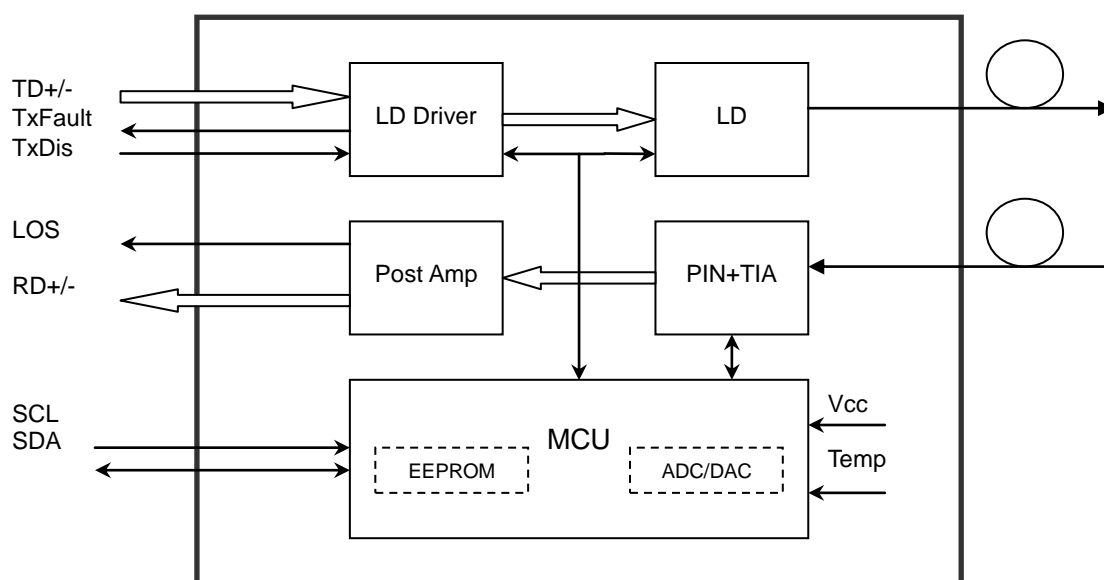 TD+/-
TxFault
TxDis
LD Driver
LD
LOS
RD+/-
Post Amp
PIN+TIA
SCL
SDA
MCU
EEPROM
ADC/DAC
Vcc
Temp